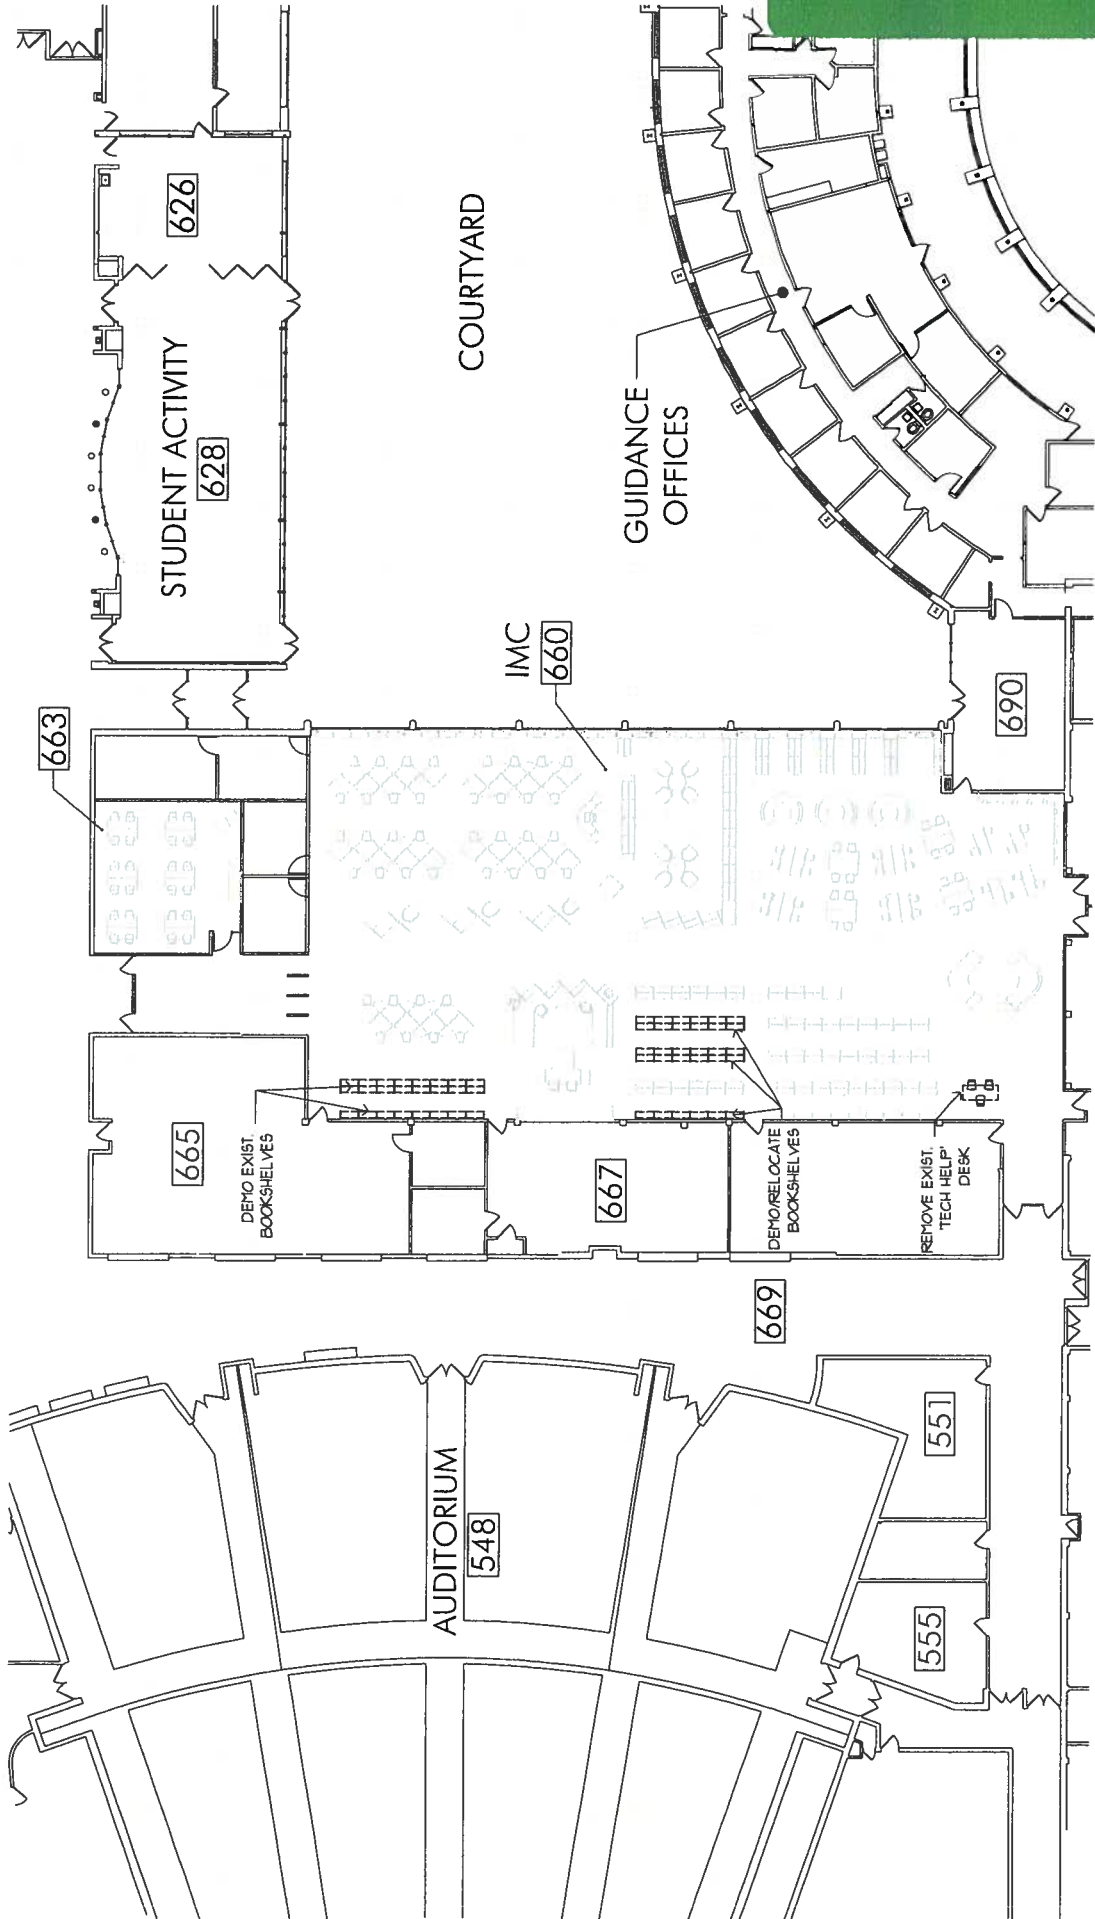 626
STUDENT ACTIVITY
628
COURTYARD
GUIDANCE
OFFICES
663
IMC
660
690
665
DEMO EXIST.
BOOKSHELVES
667
DEMO/RELOCATE
BOOKSHELVES
REMOVE EXIST.
'TECH HELP'
DESK
669
AUDITORIUM
548
551
555